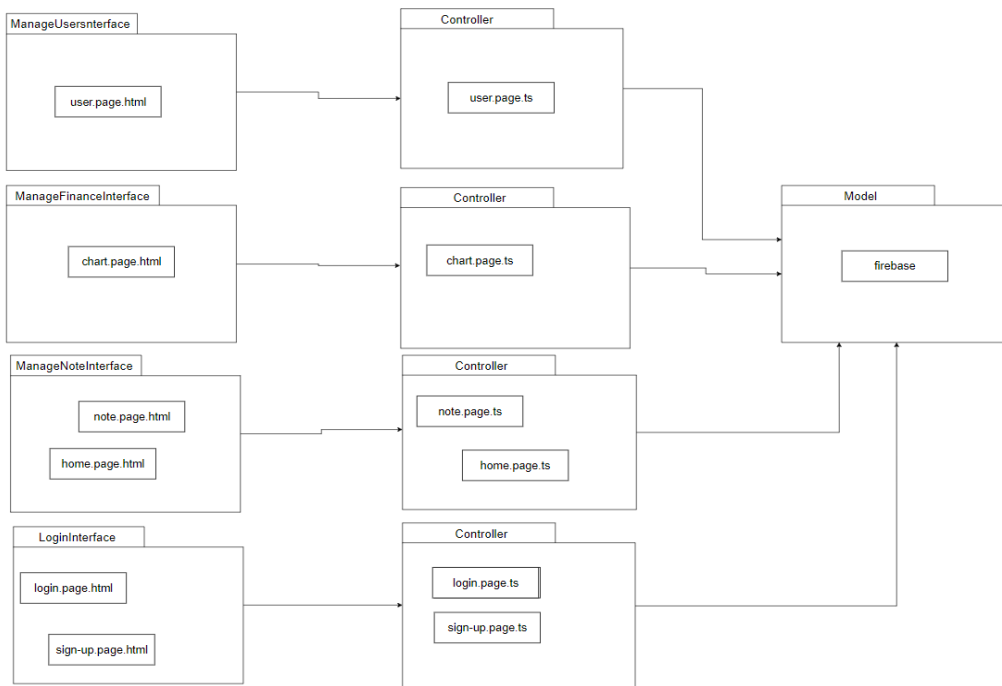 ManageUsersnterface
user.page.html
Controller
user.page.ts
ManageFinanceInterface
chart.page.html
Controller
chart.page.ts
Model
firebase
ManageNoteInterface
note.page.html
home.page.html
Controller
note.page.ts
home.page.ts
LoginInterface
login.page.html
sign-up.page.html
Controller
login.page.ts
sign-up.page.ts